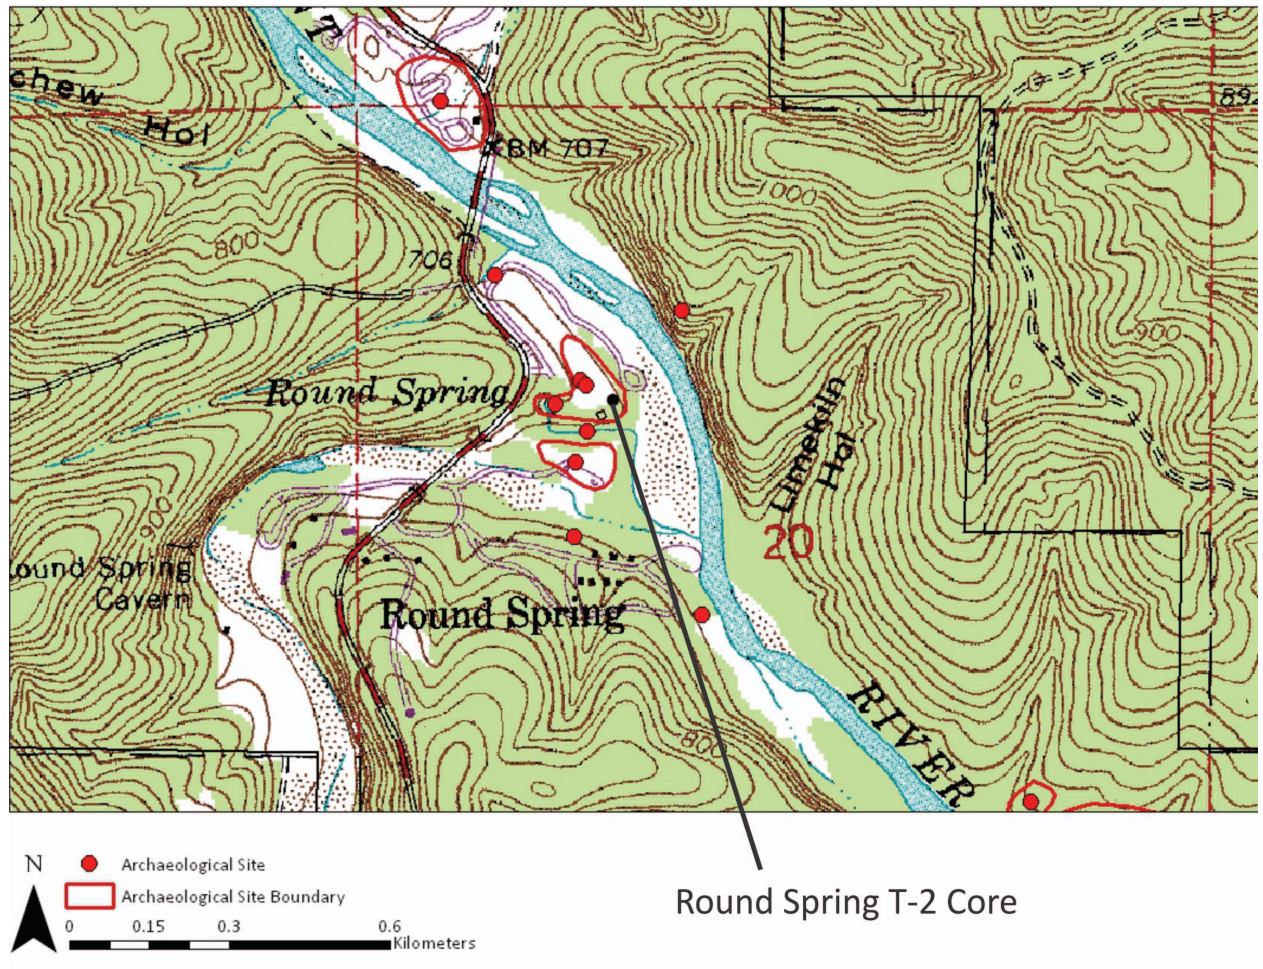 chew
Hol
BM 707
892
1000
800
706
900
Round Spring
Limekiln
Hol
20
900
ound Spring
Cavern
Round Spring
RIVER
800
N
Archaeological Site
Archaeological Site Boundary
0 0.15 0.3 0.6
Kilometers
Round Spring T-2 Core